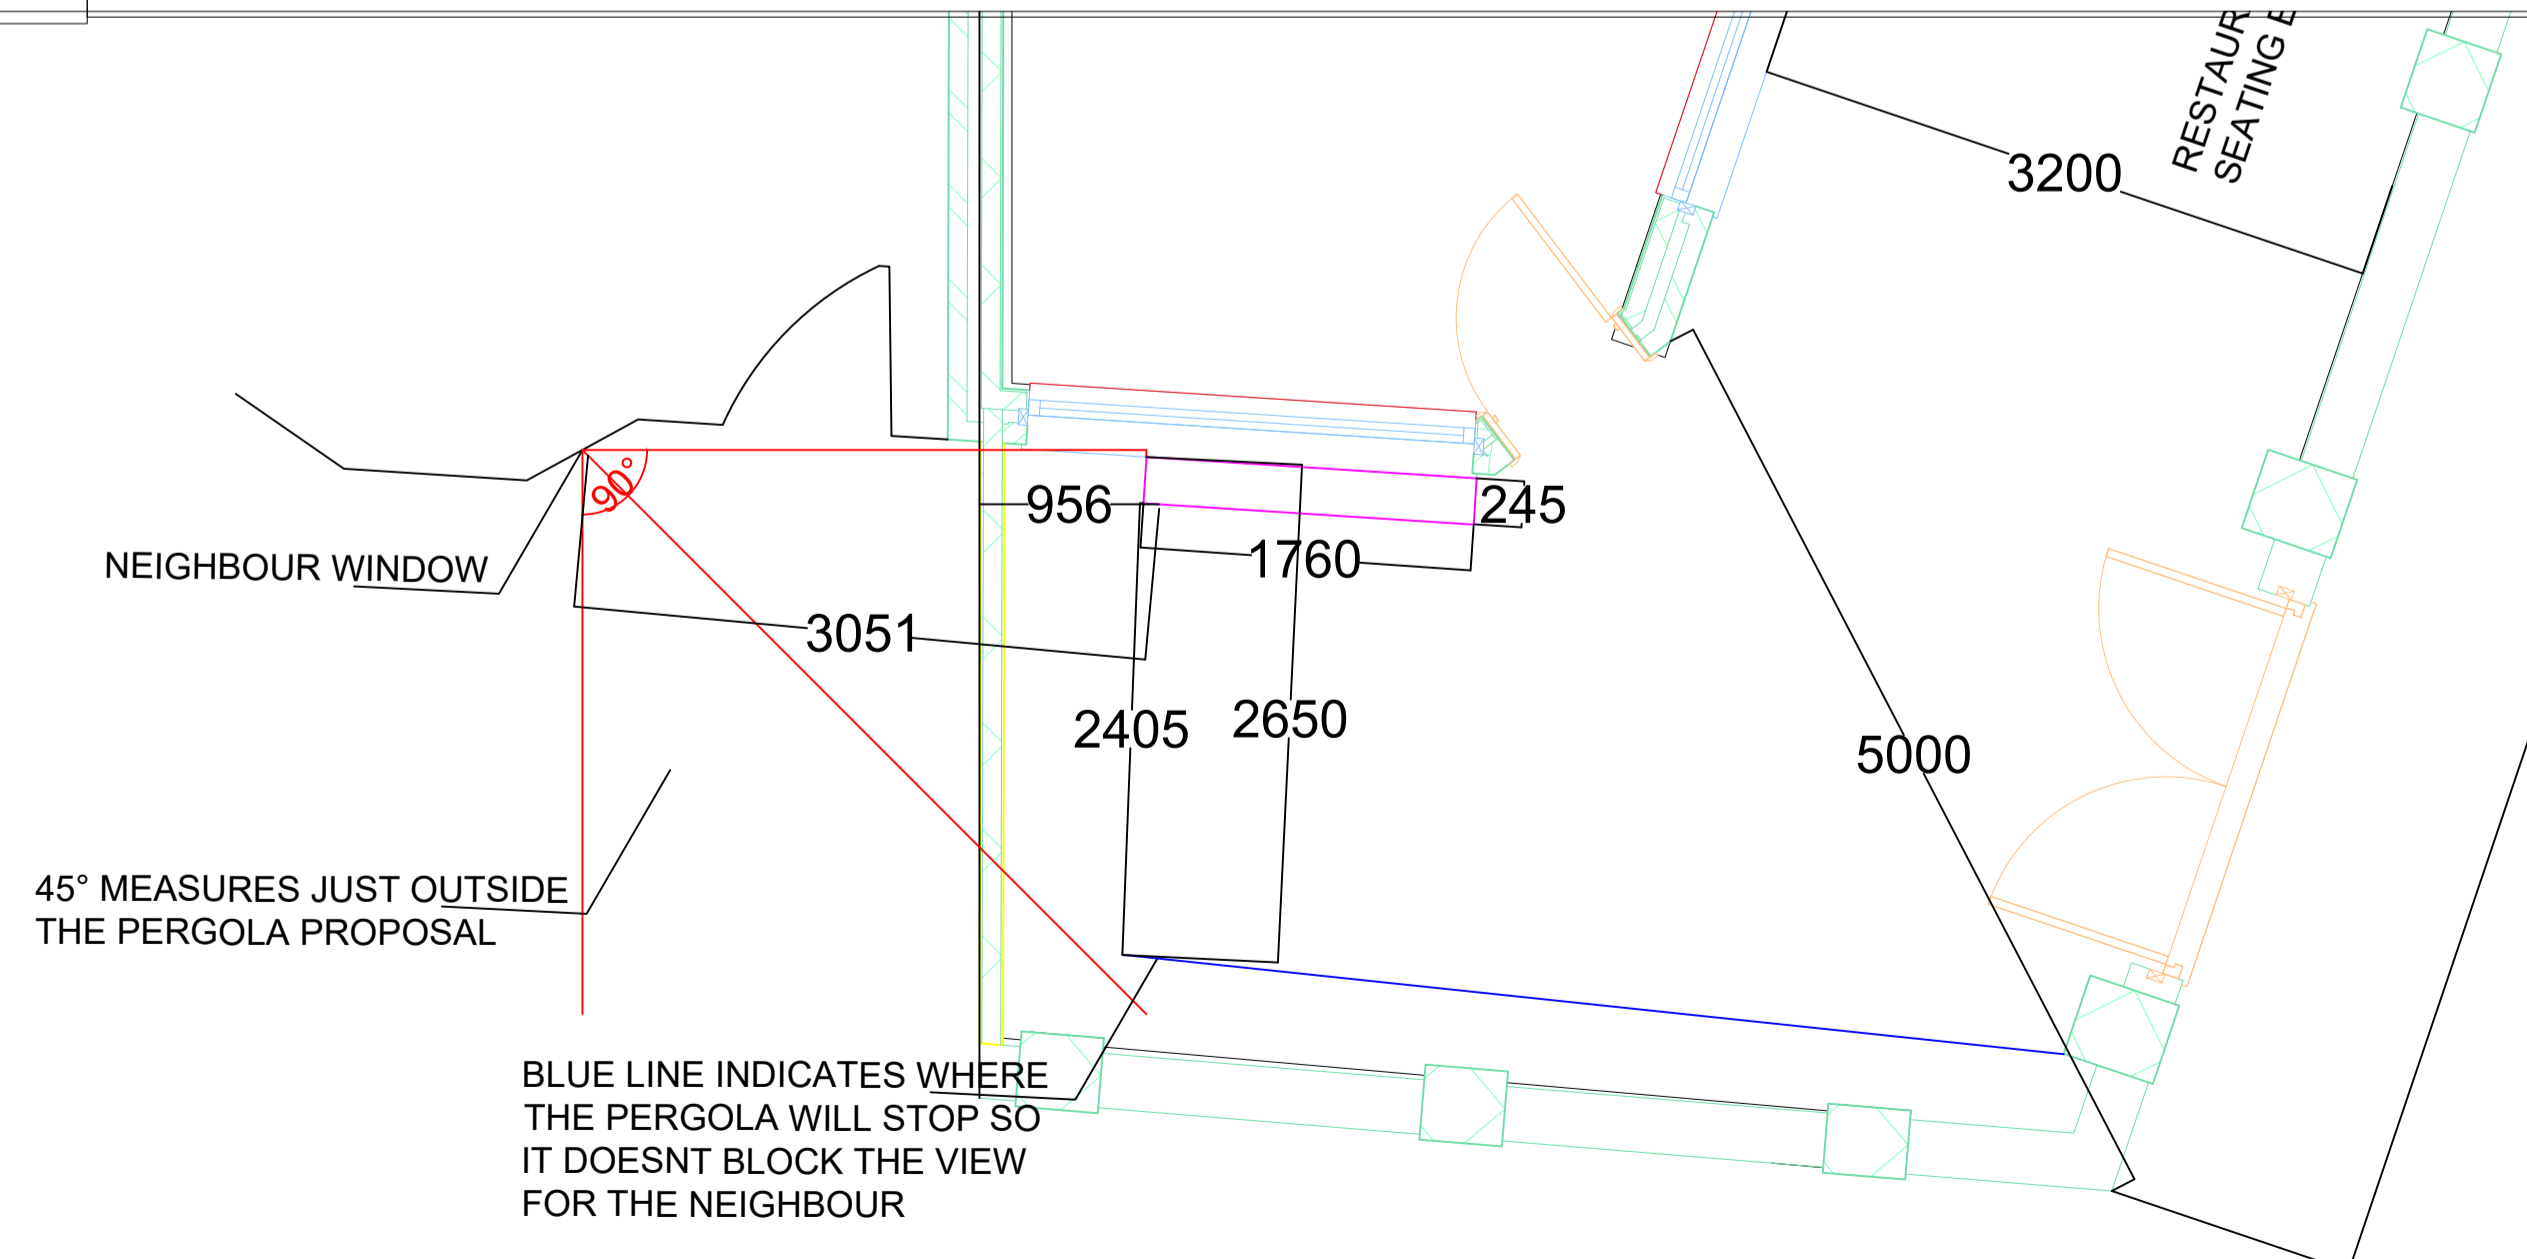 RESTAUR
SEATING
3200
90°
956
245
1760
NEIGHBOUR WINDOW
3051
2405
2650
5000
45° MEASURES JUST OUTSIDE
THE PERGOLA PROPOSAL
BLUE LINE INDICATES WHERE
THE PERGOLA WILL STOP SO
IT DOESNT BLOCK THE VIEW
FOR THE NEIGHBOUR